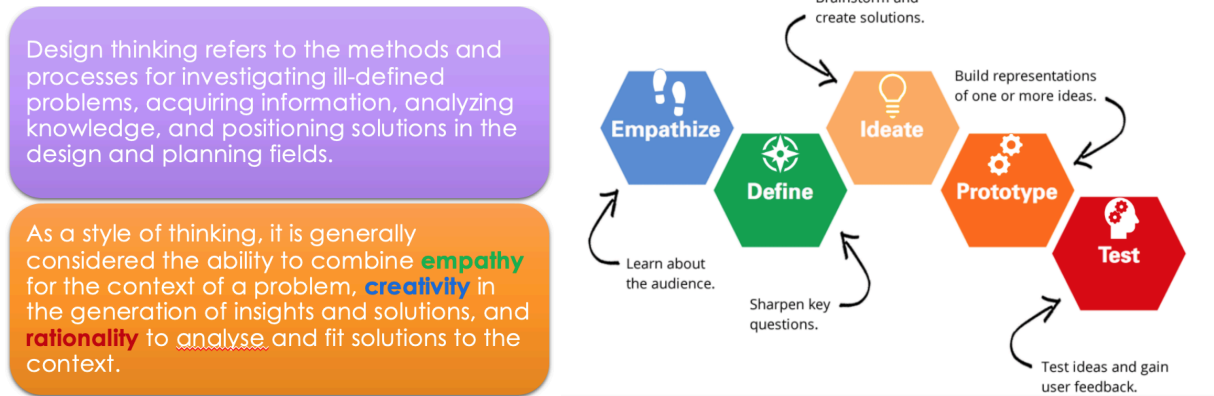 Design thinking refers to the methods and
processes for investigating ill-defined
problems, acquiring information, analyzing
knowledge, and positioning solutions in the
design and planning fields.
As a style of thinking, it is generally
considered the ability to combine empathy
for the context of a problem, creativity in
the generation of insights and solutions, and
rationality to analyse and fit solutions to the
context.
Empathize
Learn about
the audience.
Define
Sharpen key
questions.
Brainstorm and
create solutions.
Ideate
Build representations
of one or more ideas.
Prototype
Test
Test ideas and gain
user feedback.